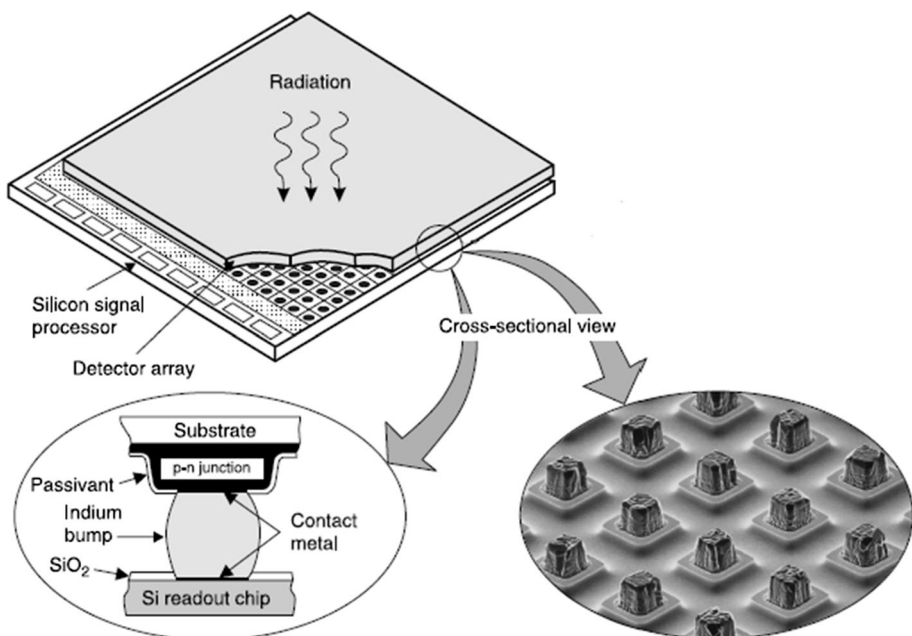 Radiation
Silicon signal
processor
Detector array
Cross-sectional view
Substrate
p-n junction
Passivant
Indium
bump
Contact
metal
SiO₂
Si readout chip